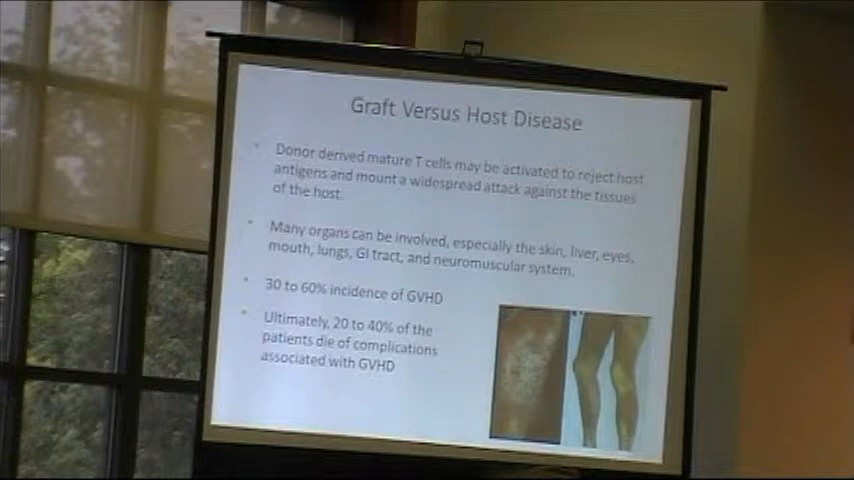 Graft Versus Host Disease
Donor derived mature T cells may be activated to reject host
antigens and mount a widespread attack against the tissues
of the host.
Many organs can be involved, especially the skin, liver, eyes,
mouth, lungs, GI tract, and neuromuscular system.
30 to 60% incidence of GVHD
Ultimately, 20 to 40% of the
patients die of complications
associated with GVHD